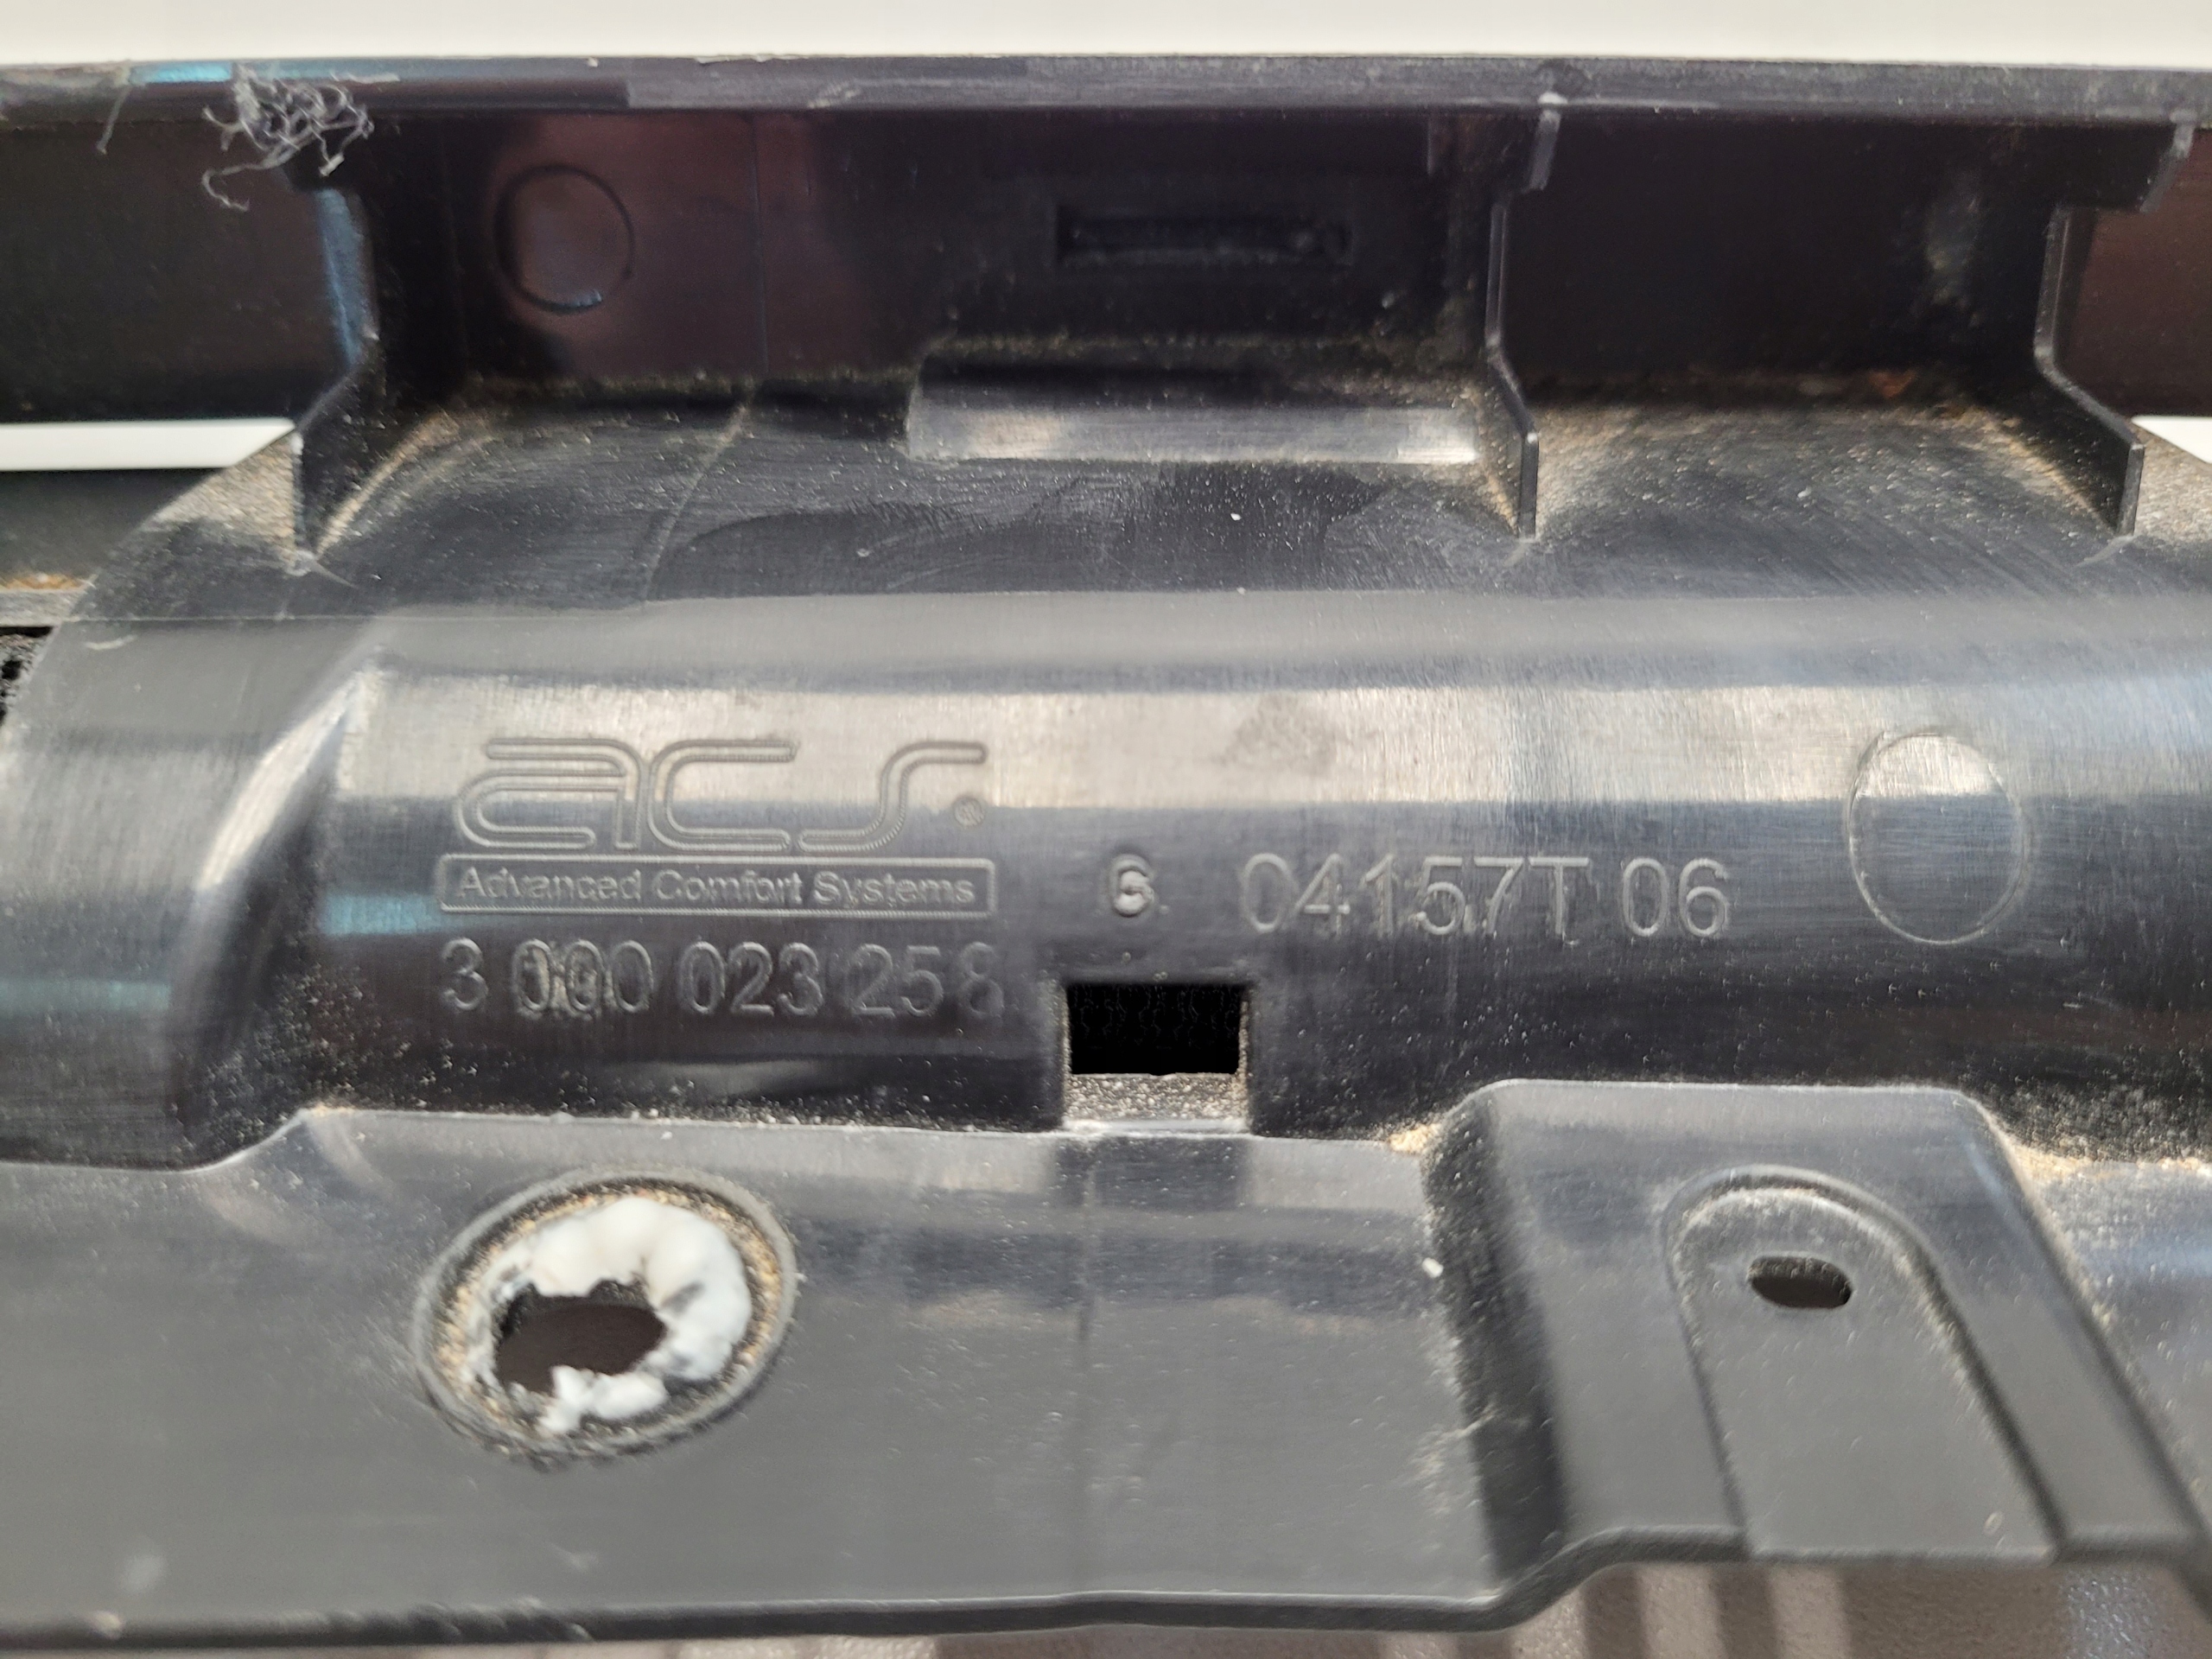 acs®
Advanced Comfort Systems
3 000 023 258
6 04157T 06